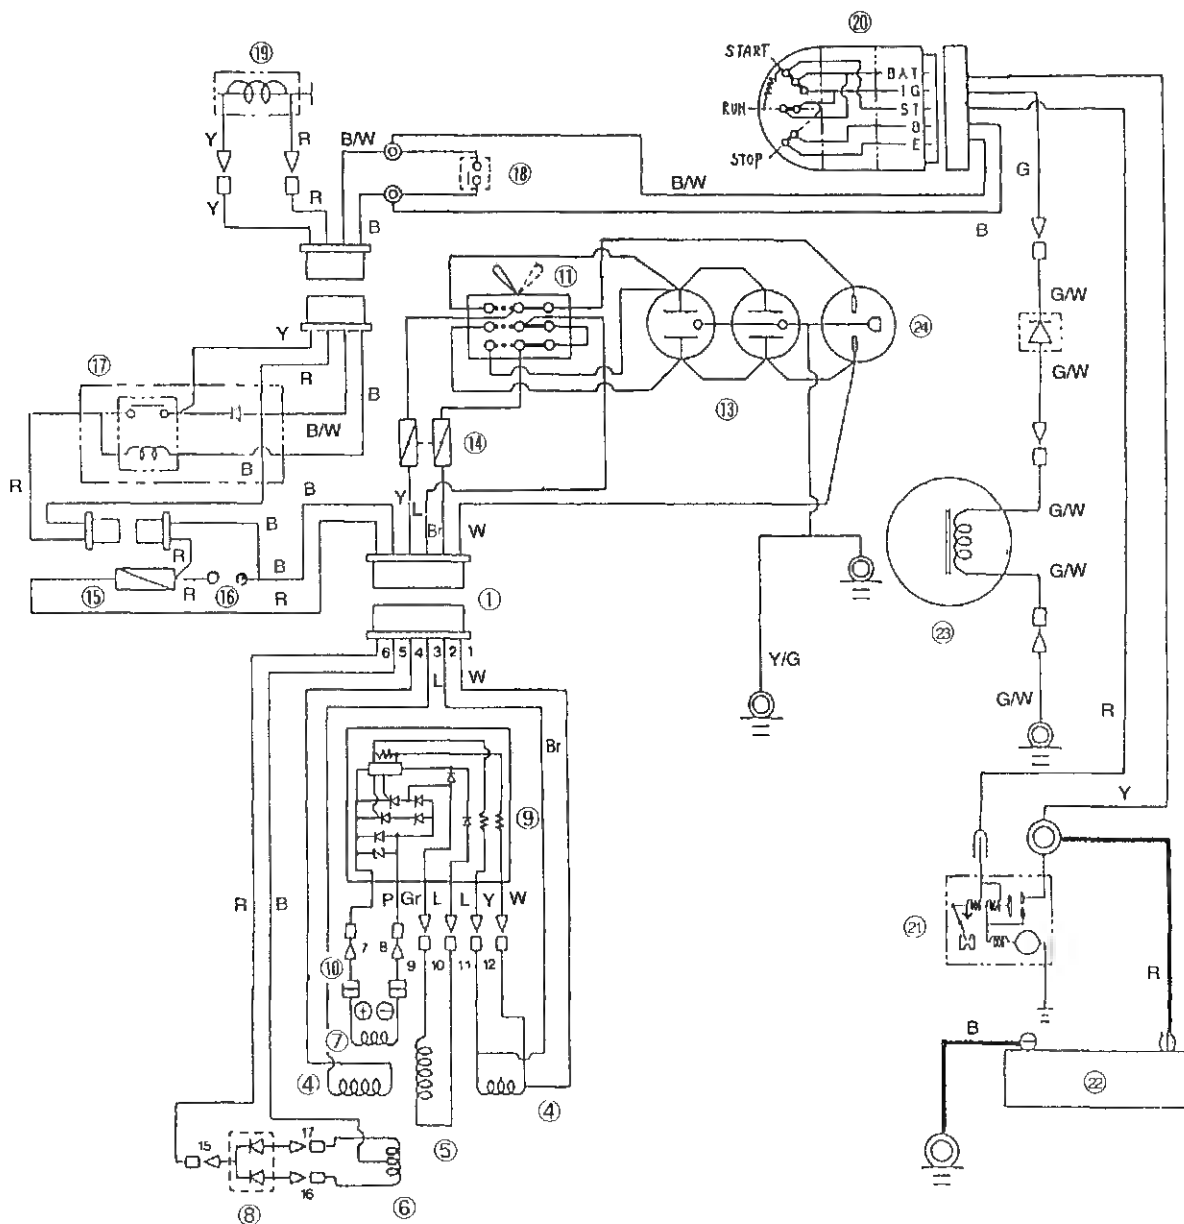 ⑳
⑲
START
BAT
IG
RUN
ST
B
E
STOP
Y
R
B/W
⑱
B/W
G
R
Y
B
B
⑪
G/W
Y
㉔
G/W
⑰
R
B
⑬
B/W
⑭
B
R
B
Y
L
Br
W
G/W
B
R
B
⑮
R
⑯
R
①
G/W
㉓
6
5
4
3
2
1
L
W
Y/G
G/W
R
Br
Y
⑨
R
B
P
Gr
L
L
Y
W
㉑
⑩
7
8
9
10
11
12
R
+
−
⑦
B
−
④
④
㉒
⑤
15
17
16
⑧
⑥